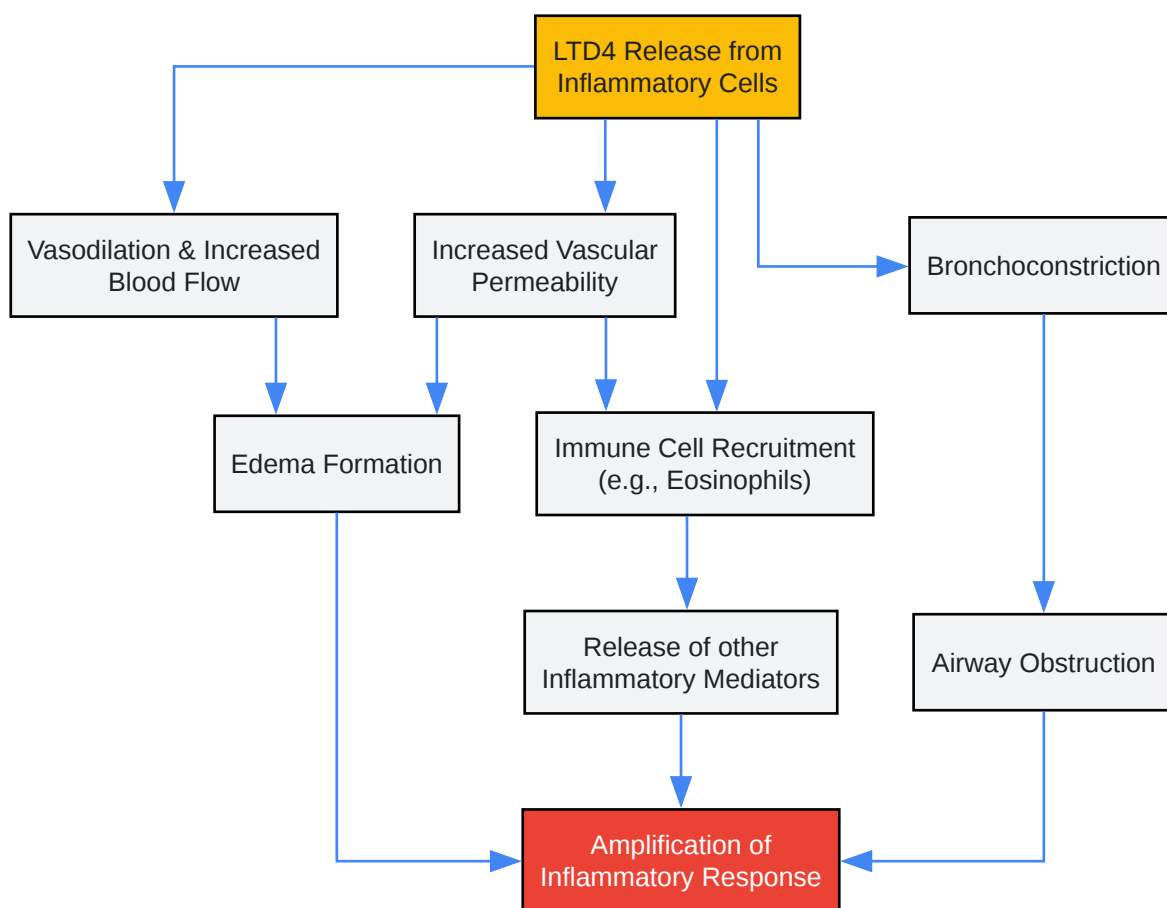 LTD4 Release from
Inflammatory Cells
Vasodilation & Increased
Blood Flow
Increased Vascular
Permeability
Bronchoconstriction
Edema Formation
Immune Cell Recruitment
(e.g., Eosinophils)
Release of other
Inflammatory Mediators
Airway Obstruction
Amplification of
Inflammatory Response